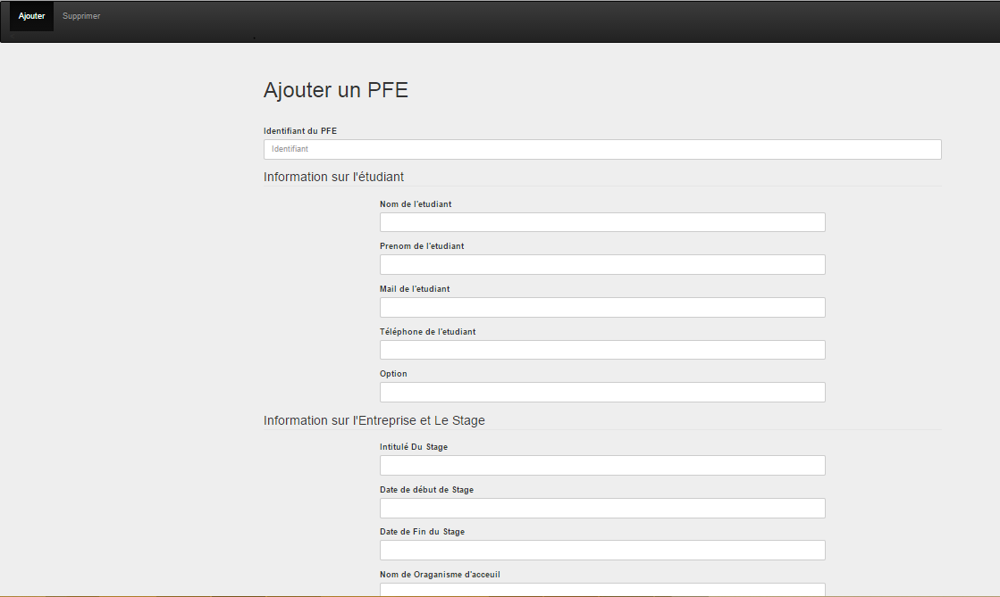 Ajouter Supprimer
Ajouter un PFE
Identifiant du PFE
Identifiant
Information sur l'étudiant
Nom de l'etudiant
Prenom de l'etudiant
Mail de l'etudiant
Téléphone de l'etudiant
Option
Information sur l'Entreprise et Le Stage
Intitulé Du Stage
Date de début de Stage
Date de Fin du Stage
Nom de Oraganisme d'acceuil